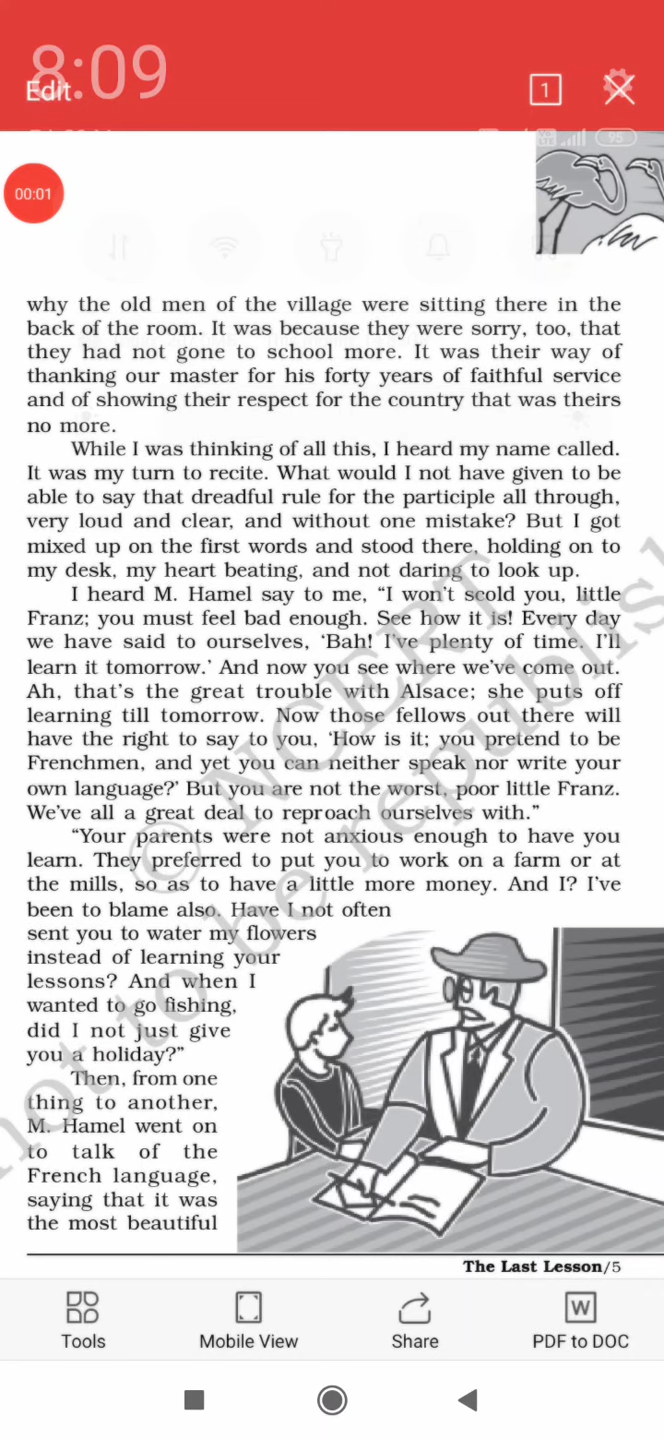 8:09
Edit
1
95
00:01
why the old men of the village were sitting there in the
back of the room. It was because they were sorry, too, that
they had not gone to school more. It was their way of
thanking our master for his forty years of faithful service
and of showing their respect for the country that was theirs
no more.
While I was thinking of all this, I heard my name called.
It was my turn to recite. What would I not have given to be
able to say that dreadful rule for the participle all through,
very loud and clear, and without one mistake? But I got
mixed up on the first words and stood there, holding on to
my desk, my heart beating, and not daring to look up.
I heard M. Hamel say to me, “I won't scold you, little
Franz; you must feel bad enough. See how it is! Every day
we have said to ourselves, ‘Bah! I've plenty of time. I'll
learn it tomorrow.’ And now you see where we've come out.
Ah, that's the great trouble with Alsace; she puts off
learning till tomorrow. Now those fellows out there will
have the right to say to you, ‘How is it; you pretend to be
Frenchmen, and yet you can neither speak nor write your
own language?’ But you are not the worst, poor little Franz.
We've all a great deal to reproach ourselves with.”
“Your parents were not anxious enough to have you
learn. They preferred to put you to work on a farm or at
the mills, so as to have a little more money. And I? I've
been to blame also. Have I not often
sent you to water my flowers
instead of learning your
lessons? And when I
wanted to go fishing,
did I not just give
you a holiday?”
Then, from one
thing to another,
M. Hamel went on
to talk of the
French language,
saying that it was
the most beautiful
© NCERT
not to be republish
The Last Lesson/5
Tools
Mobile View
Share
W
PDF to DOC